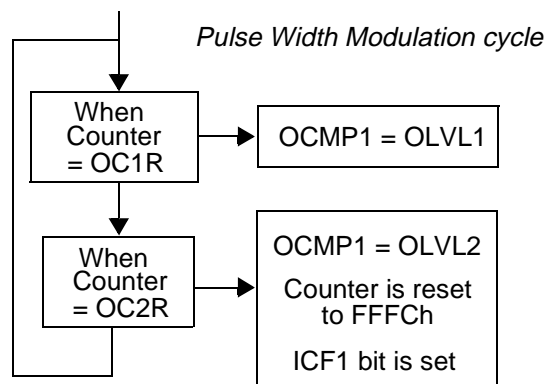 Pulse Width Modulation cycle
When
Counter
= OC1R
OCMP1 = OLVL1
When
Counter
= OC2R
OCMP1 = OLVL2
Counter is reset
to FFFCh
ICF1 bit is set